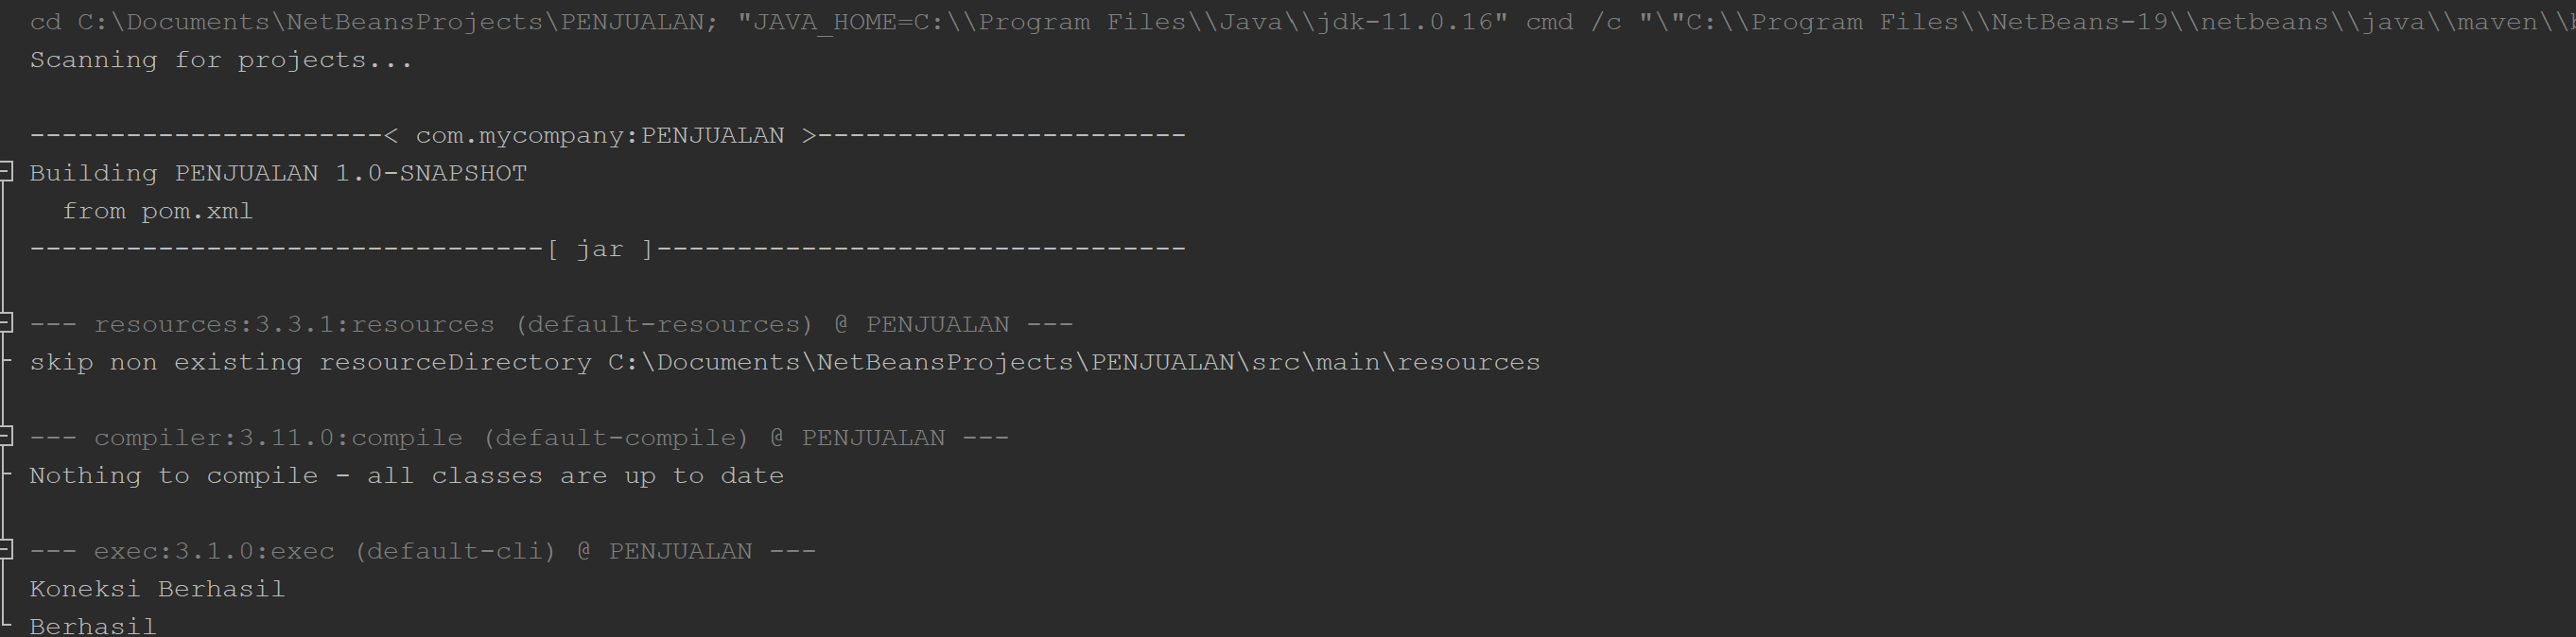 cd C:\Documents\NetBeansProjects\PENJUALAN; "JAVA_HOME=C:\\Program Files\\Java\\jdk-11.0.16" cmd /c "\"C:\\Program Files\\NetBeans-19\\netbeans\\java\\maven\\
Scanning for projects...
----------------------< com.mycompany:PENJUALAN >-----------------------
Building PENJUALAN 1.0-SNAPSHOT
from pom.xml
--------------------------------[ jar ]---------------------------------
--- resources:3.3.1:resources (default-resources) @ PENJUALAN ---
skip non existing resourceDirectory C:\Documents\NetBeansProjects\PENJUALAN\src\main\resources
--- compiler:3.11.0:compile (default-compile) @ PENJUALAN ---
Nothing to compile - all classes are up to date
--- exec:3.1.0:exec (default-cli) @ PENJUALAN ---
Koneksi Berhasil
Berhasil